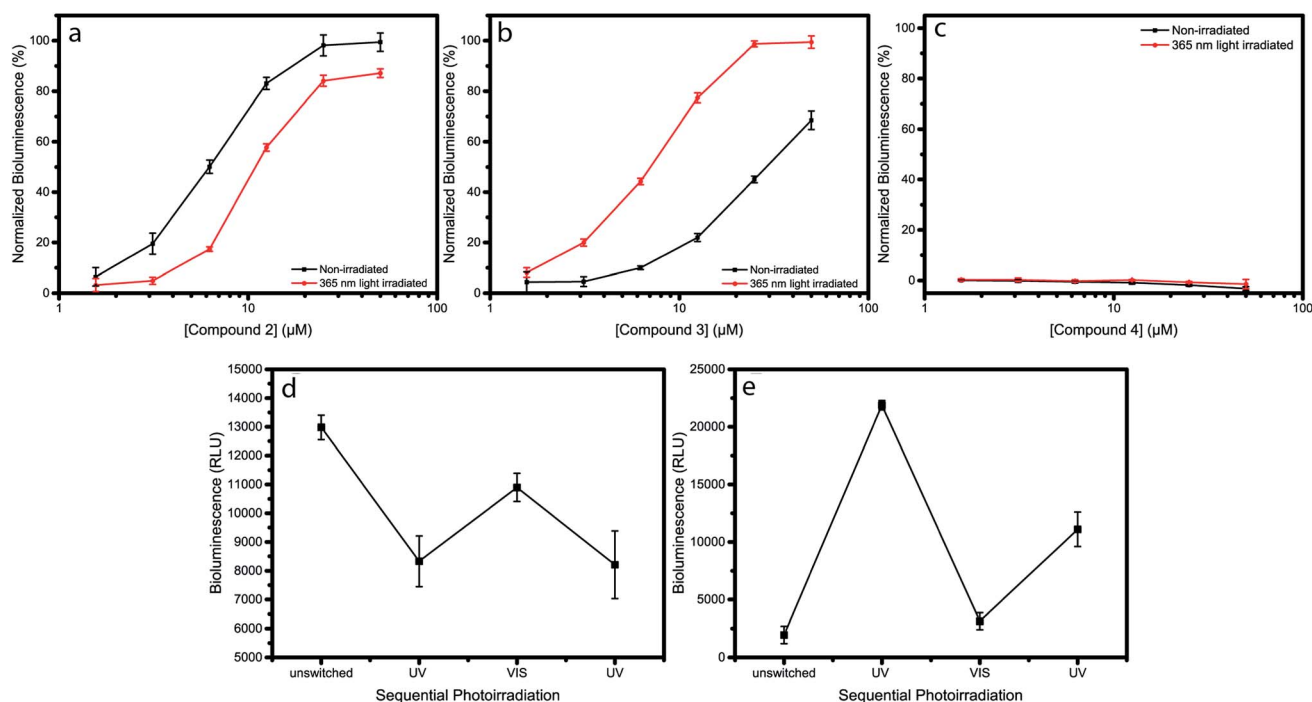 a
Normalized Bioluminescence (%)
100
80
60
40
20
0
Non-irradiated
365 nm light irradiated
1
10
100
[Compound 2] (µM)
b
Normalized Bioluminescence (%)
100
80
60
40
20
0
Non-irradiated
365 nm light irradiated
1
10
100
[Compound 3] (µM)
c
Normalized Bioluminescence (%)
100
80
60
40
20
0
Non-irradiated
365 nm light irradiated
1
10
100
[Compound 4] (µM)
d
Bioluminescence (RLU)
15000
14000
13000
12000
11000
10000
9000
8000
7000
6000
5000
unswitched UV VIS UV
Sequential Photoirradiation
e
Bioluminescence (RLU)
25000
20000
15000
10000
5000
0
unswitched UV VIS UV
Sequential Photoirradiation